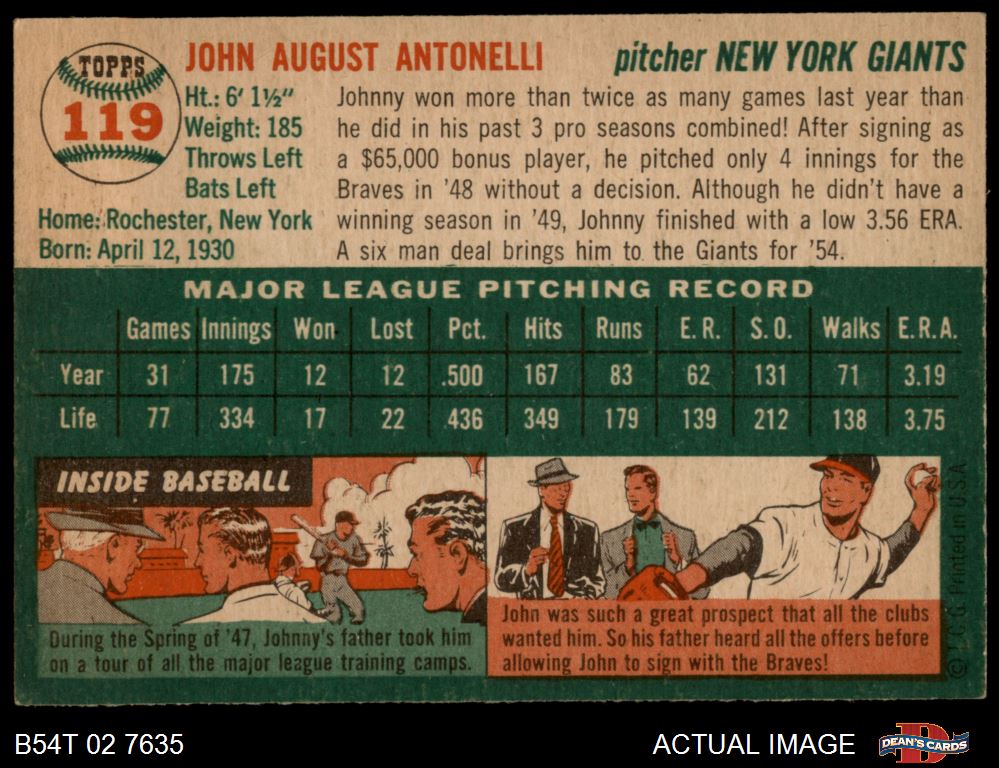 TOPPS
119
JOHN AUGUST ANTONELLI
pitcher NEW YORK GIANTS
Ht.: 6' 1½"
Weight: 185
Throws Left
Bats Left
Home: Rochester, New York
Born: April 12, 1930
Johnny won more than twice as many games last year than
he did in his past 3 pro seasons combined! After signing as
a $65,000 bonus player, he pitched only 4 innings for the
Braves in '48 without a decision. Although he didn't have a
winning season in '49, Johnny finished with a low 3.56 ERA.
A six man deal brings him to the Giants for '54.
MAJOR LEAGUE PITCHING RECORD
Games Innings Won Lost Pct. Hits Runs E. R. S. O. Walks E. R. A.
Year 31 175 12 12 .500 167 83 62 131 71 3.19
Life 77 334 17 22 .436 349 179 139 212 138 3.75
INSIDE BASEBALL
During the Spring of '47, Johnny's father took him
on a tour of all the major league training camps.
John was such a great prospect that all the clubs
wanted him. So his father heard all the offers before
allowing John to sign with the Braves!
© T.C.G. Printed in U.S.A.
B54T 02 7635
ACTUAL IMAGE
DEAN'S CARDS